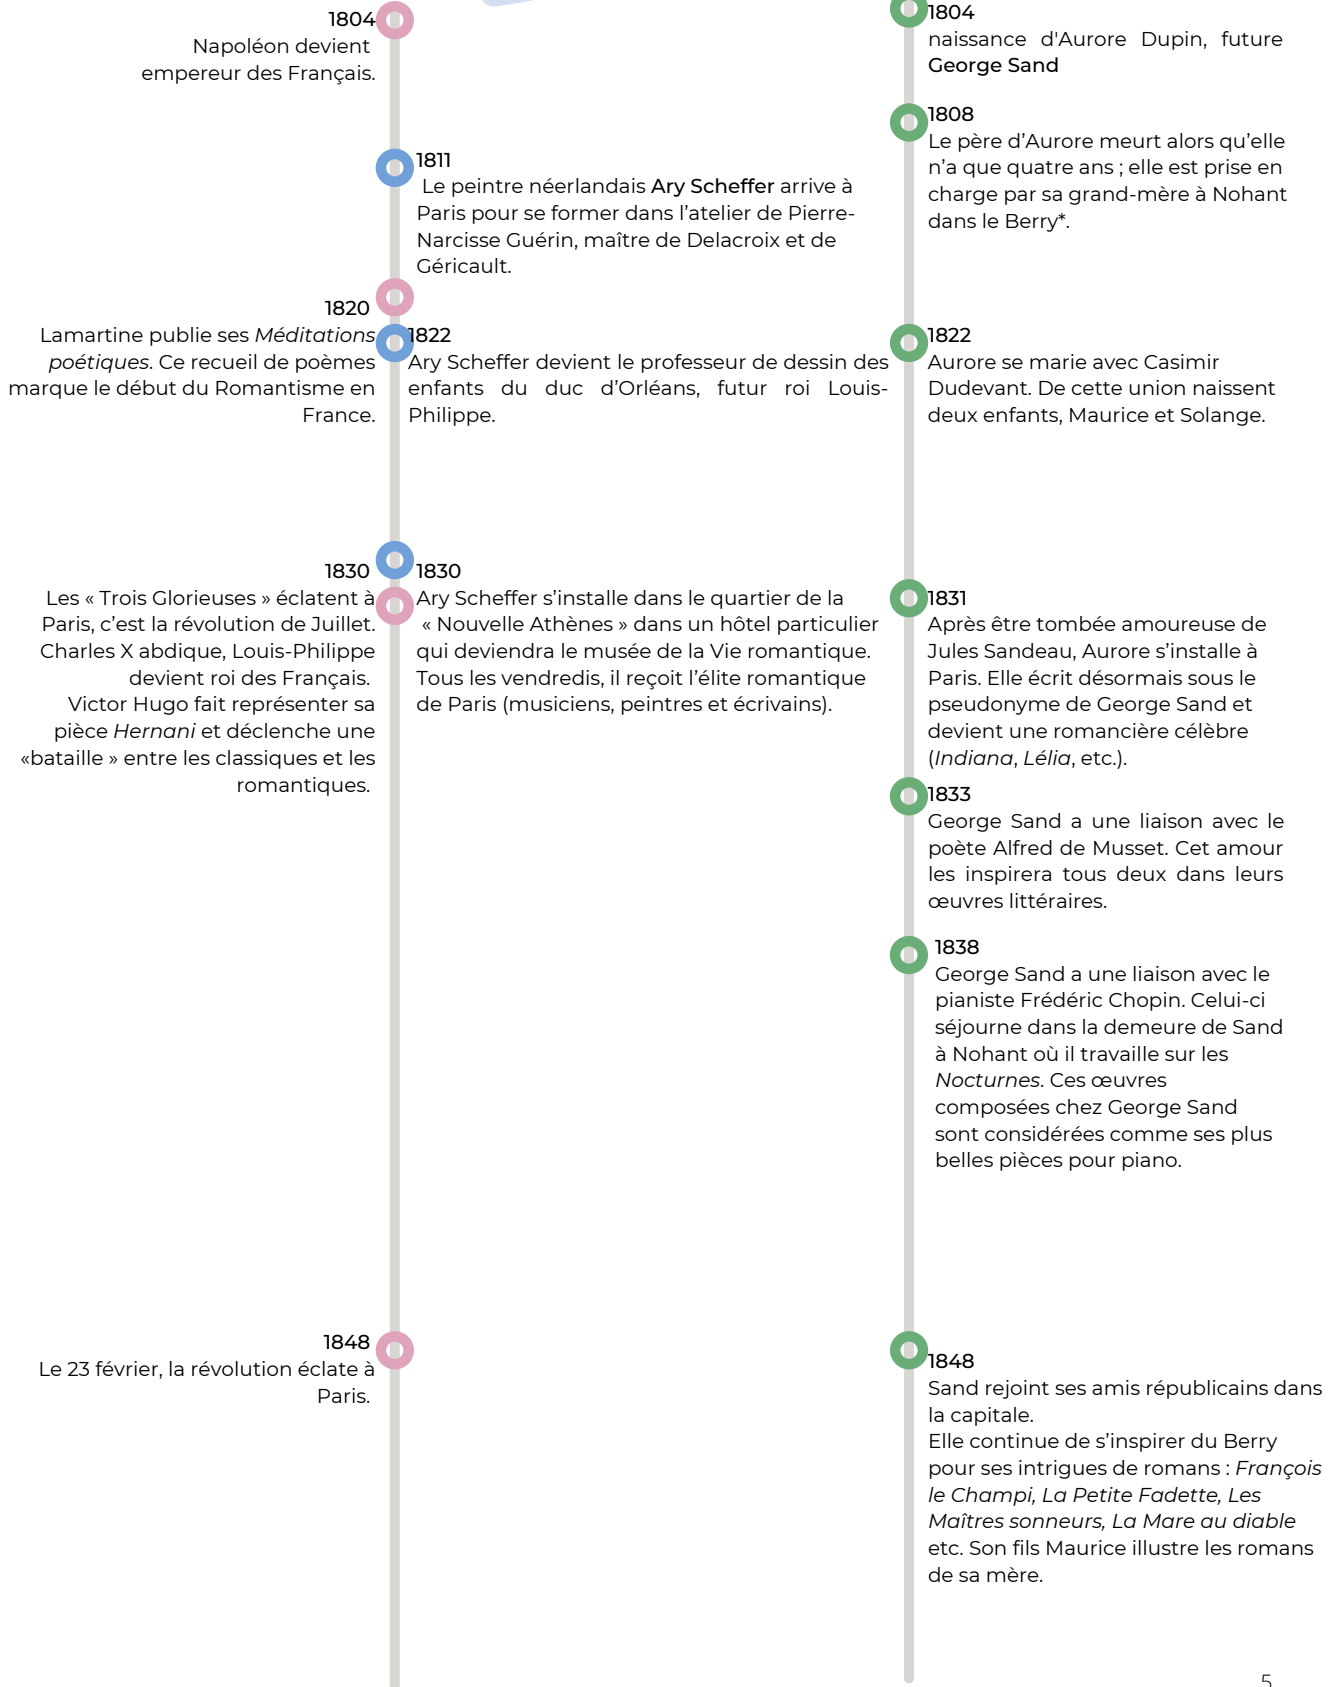 1804
Napoléon devient
empereur des Français.
1811
Le peintre néerlandais Ary Scheffer arrive à
Paris pour se former dans l’atelier de Pierre-
Narcisse Guérin, maître de Delacroix et de
Géricault.
1820
Lamartine publie ses Méditations
poétiques. Ce recueil de poèmes
marque le début du Romantisme en
France.
1822
Ary Scheffer devient le professeur de dessin des
enfants du duc d’Orléans, futur roi Louis-
Philippe.
1830
Les « Trois Glorieuses » éclatent à
Paris, c’est la révolution de Juillet.
Charles X abdique, Louis-Philippe
devient roi des Français.
Victor Hugo fait représenter sa
pièce Hernani et déclenche une
«bataille » entre les classiques et les
romantiques.
1830
Ary Scheffer s’installe dans le quartier de la
« Nouvelle Athènes » dans un hôtel particulier
qui deviendra le musée de la Vie romantique.
Tous les vendredis, il reçoit l’élite romantique
de Paris (musiciens, peintres et écrivains).
1848
Le 23 février, la révolution éclate à
Paris.
1804
naissance d'Aurore Dupin, future
George Sand
1808
Le père d’Aurore meurt alors qu’elle
n’a que quatre ans ; elle est prise en
charge par sa grand-mère à Nohant
dans le Berry*.
1822
Aurore se marie avec Casimir
Dudevant. De cette union naissent
deux enfants, Maurice et Solange.
1831
Après être tombée amoureuse de
Jules Sandeau, Aurore s’installe à
Paris. Elle écrit désormais sous le
pseudonyme de George Sand et
devient une romancière célèbre
(Indiana, Lélia, etc.).
1833
George Sand a une liaison avec le
poète Alfred de Musset. Cet amour
les inspirera tous deux dans leurs
œuvres littéraires.
1838
George Sand a une liaison avec le
pianiste Frédéric Chopin. Celui-ci
séjourne dans la demeure de Sand
à Nohant où il travaille sur les
Nocturnes. Ces œuvres
composées chez George Sand
sont considérées comme ses plus
belles pièces pour piano.
1848
Sand rejoint ses amis républicains dans
la capitale.
Elle continue de s’inspirer du Berry
pour ses intrigues de romans : François
le Champi, La Petite Fadette, Les
Maîtres sonneurs, La Mare au diable
etc. Son fils Maurice illustre les romans
de sa mère.
5